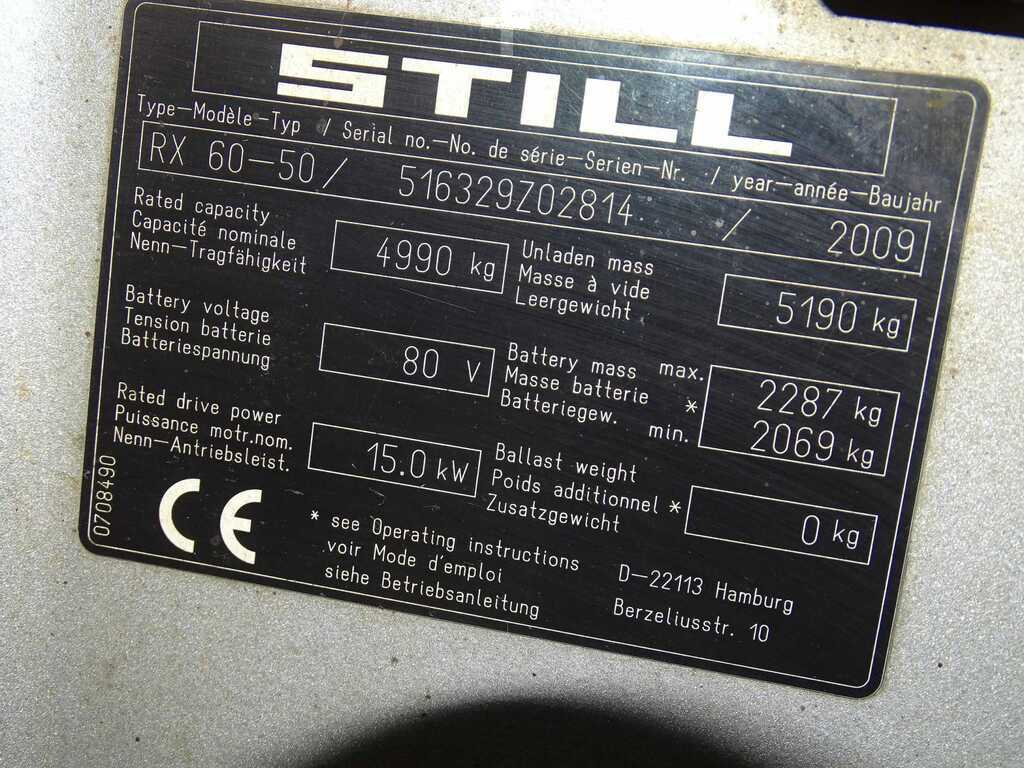 STILL
Type–Modèle–Typ / Serial no.–No. de série–Serien–Nr. / year.–année–Baujahr
RX 60–50 / 516329Z02814 / 2009
Rated capacity
Capacité nominale
Nenn–Tragfähigkeit
4990 kg
Unladen mass
Masse à vide
Leergewicht
5190 kg
Battery voltage
Tension batterie
Batteriespannung
80 V
Battery mass max.
Masse batterie *
Batteriegew. min.
2287 kg
2069 kg
Rated drive power
Puissance motr.nom.
Nenn–Antriebsleist.
15.0 kW
Ballast weight
Poids additionnel *
Zusatzgewicht
0 kg
0708490
CE
* see Operating instructions
voir Mode d'emploi
siehe Betriebsanleitung
D–22113 Hamburg
Berzeliusstr. 10